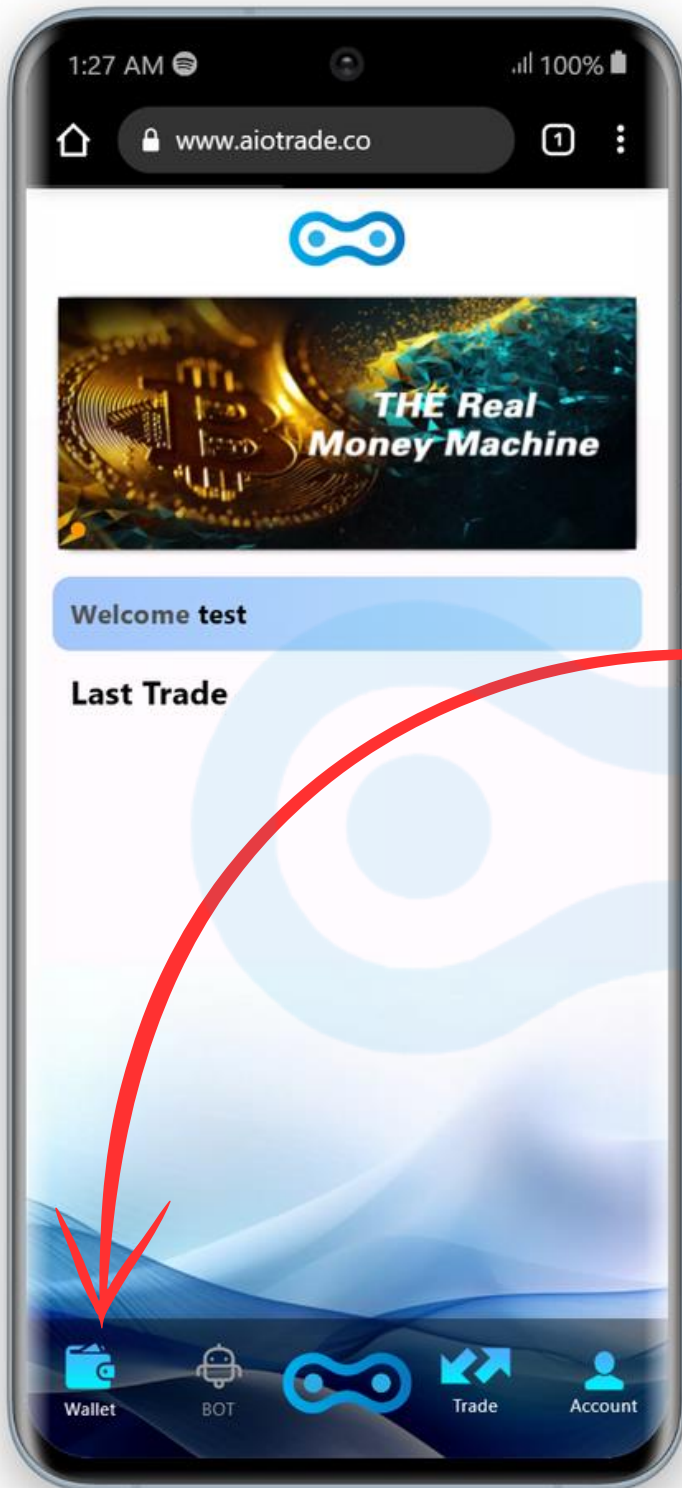 1:27 AM
100%
www.aiotrade.co
1
THE Real
Money Machine
Welcome test
Last Trade
Wallet
BOT
Trade
Account